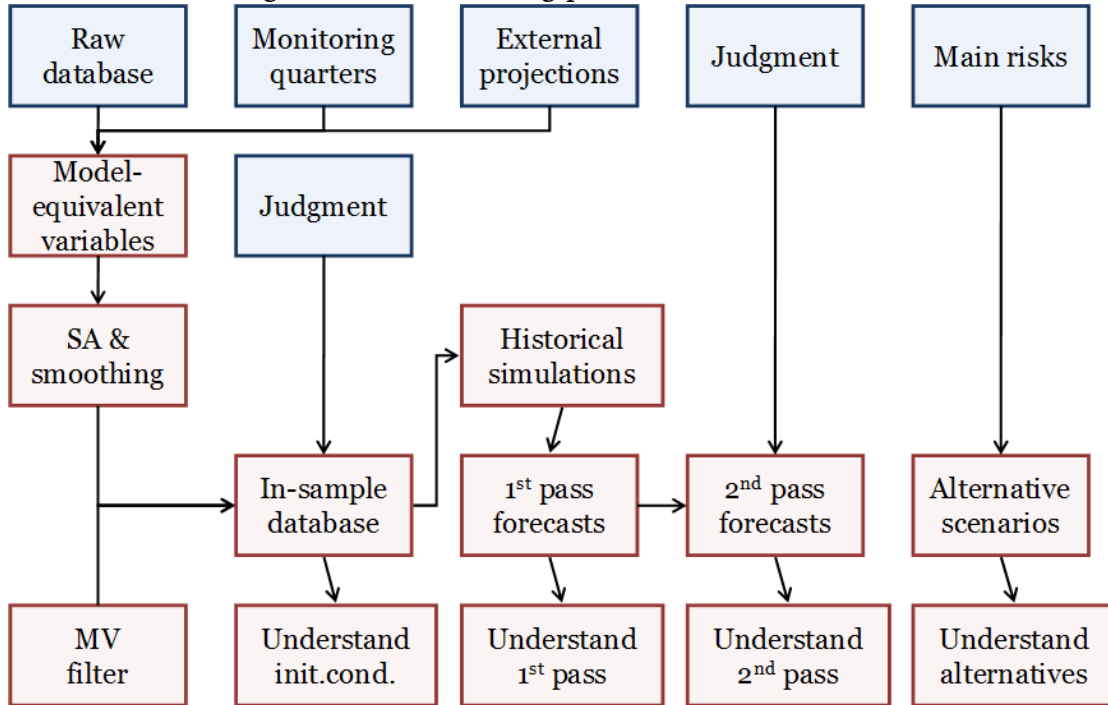 Raw
database
Monitoring
quarters
External
projections
Judgment
Main risks
Model-
equivalent
variables
Judgment
SA &
smoothing
Historical
simulations
In-sample
database
1st pass
forecasts
2nd pass
forecasts
Alternative
scenarios
MV
filter
Understand
init.cond.
Understand
1st pass
Understand
2nd pass
Understand
alternatives